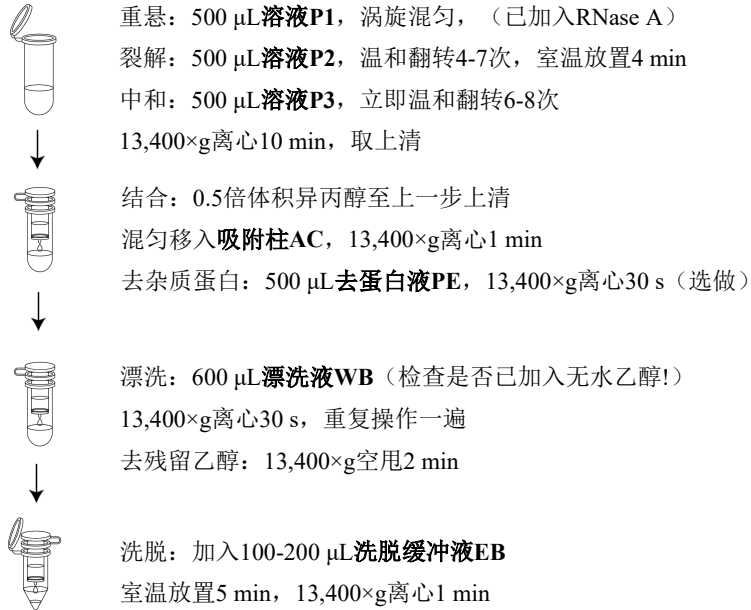 重悬：500 μL溶液P1，涡旋混匀，（已加入RNase A）
裂解：500 μL溶液P2，温和翻转4-7次，室温放置4 min
中和：500 μL溶液P3，立即温和翻转6-8次
13,400×g离心10 min，取上清
结合：0.5倍体积异丙醇至上一步上清
混匀移入吸附柱AC，13,400×g离心1 min
去杂质蛋白：500 μL去蛋白液PE，13,400×g离心30 s（选做）
漂洗：600 μL漂洗液WB（检查是否已加入无水乙醇!）
13,400×g离心30 s，重复操作一遍
去残留乙醇：13,400×g空甩2 min
洗脱：加入100-200 μL洗脱缓冲液EB
室温放置5 min，13,400×g离心1 min